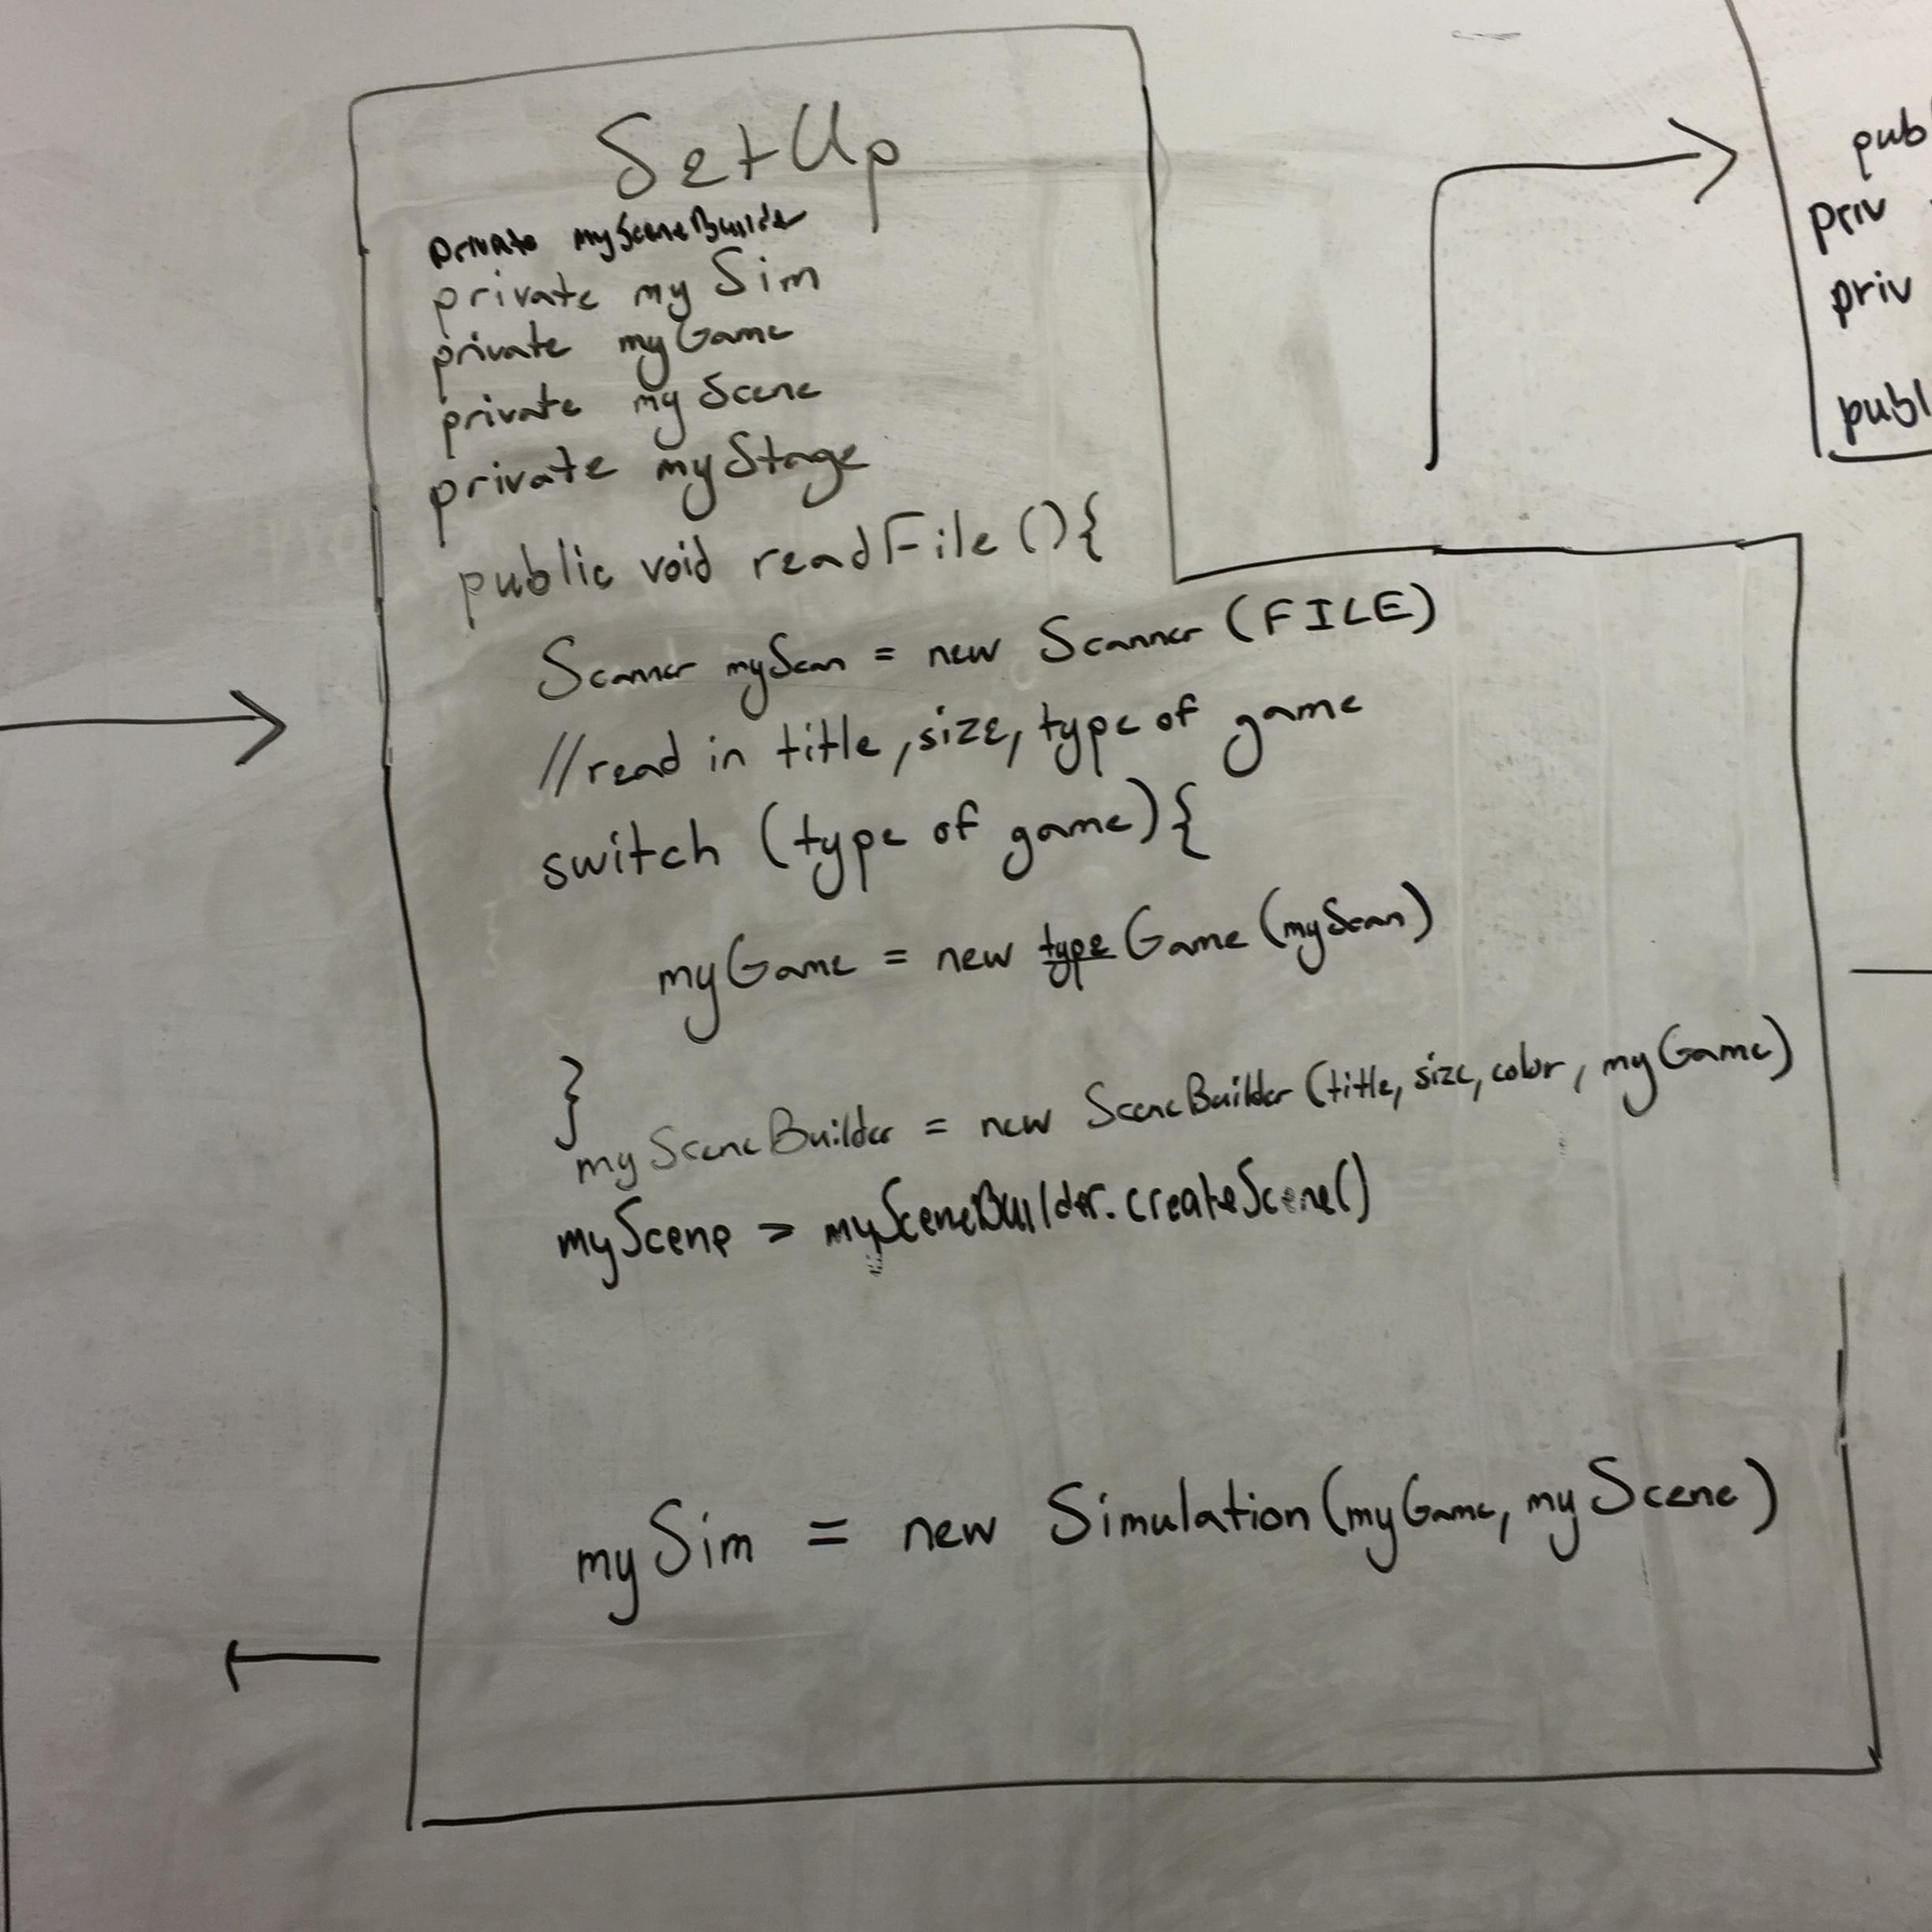 SetUp
private mySceneBuilder
private mySim
private myGame
private myScene
private myStage
public void readFile(){
Scanner myScan = new Scanner(FILE)
//read in title, size, type of game
switch (type of game){
myGame = new typeGame(myScan)
}
mySceneBuilder = new SceneBuilder(title, size, color, myGame)
myScene = mySceneBuilder.createScene()
mySim = new Simulation(myGame, myScene)
pub
priv
priv
publ